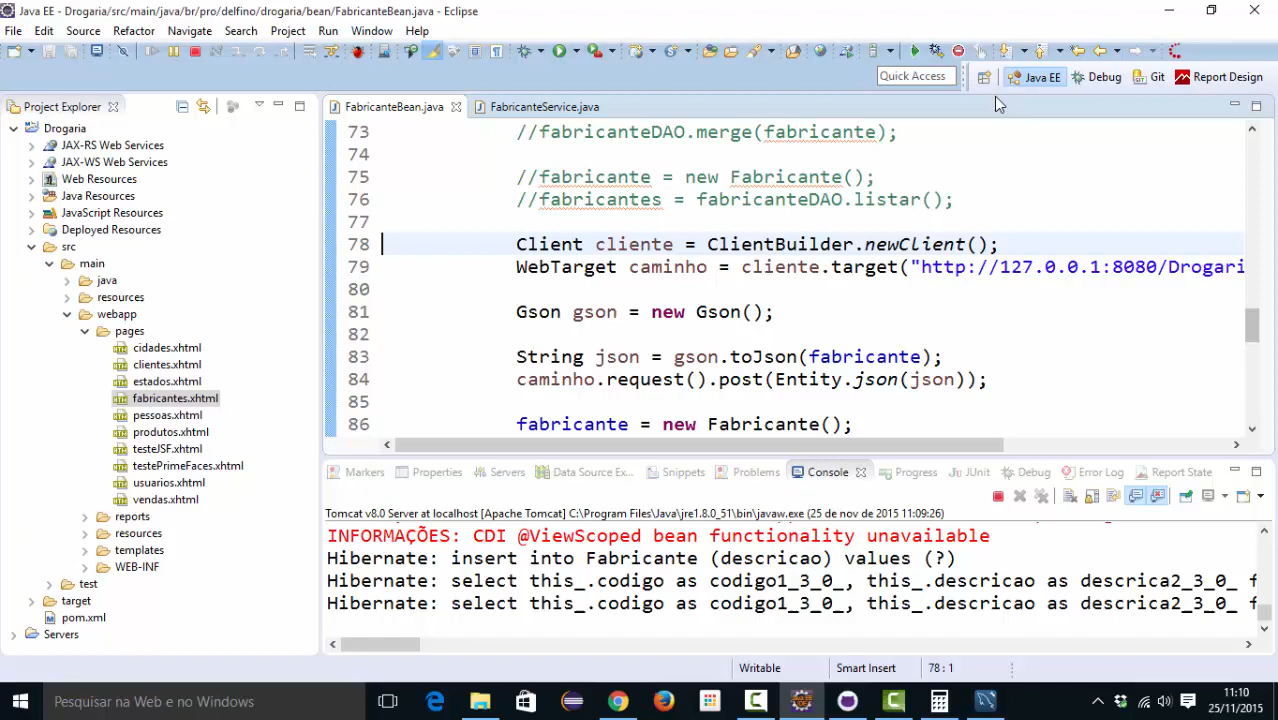 Java EE - Drogaria/src/main/java/br/pro/delfino/drogaria/bean/FabricanteBean.java - Eclipse
File Edit Source Refactor Navigate Search Project Run Window Help
Quick Access Java EE Debug Git Report Design
Project Explorer
FabricanteBean.java FabricanteService.java
Drogaria
JAX-RS Web Services
JAX-WS Web Services
Web Resources
Java Resources
JavaScript Resources
Deployed Resources
src
main
java
resources
webapp
pages
cidades.xhtml
clientes.xhtml
estados.xhtml
fabricantes.xhtml
pessoas.xhtml
produtos.xhtml
testeJSF.xhtml
testePrimeFaces.xhtml
usuarios.xhtml
vendas.xhtml
reports
resources
templates
WEB-INF
test
target
pom.xml
Servers
73 //fabricanteDAO.merge(fabricante);
74
75 //fabricante = new Fabricante();
76 //fabricantes = fabricanteDAO.listar();
77
78 Client cliente = ClientBuilder.newClient();
79 WebTarget caminho = cliente.target("http://127.0.0.1:8080/Drogari
80
81 Gson gson = new Gson();
82
83 String json = gson.toJson(fabricante);
84 caminho.request().post(Entity.json(json));
85
86 fabricante = new Fabricante();
Markers Properties Servers Data Source Ex... Snippets Problems Console Progress JUnit Debug Error Log Report State
Tomcat v8.0 Server at localhost [Apache Tomcat] C:\Program Files\Java\jre1.8.0_51\bin\javaw.exe (25 de nov de 2015 11:09:26)
INFORMAÇÕES: CDI @ViewScoped bean functionality unavailable
Hibernate: insert into Fabricante (descricao) values (?)
Hibernate: select this_.codigo as codigo1_3_0_, this_.descricao as descrica2_3_0_ f
Hibernate: select this_.codigo as codigo1_3_0_, this_.descricao as descrica2_3_0_ f
Writable Smart Insert 78 : 1
Pesquisar na Web e no Windows
11:10
25/11/2015